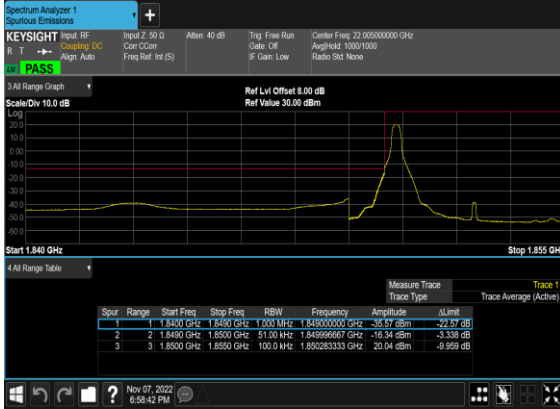 Spectrum Analyzer 1
Spurious Emissions
+
KEYSIGHT Input: RF Input Z: 50 Ω Atten: 40 dB Trig: Free Run Center Freq: 22.005000000 GHz
R T Coupling: DC Corr CCorr Gate: Off Avg|Hold: 1000/1000
Align: Auto Freq Ref: Int (S) IF Gain: Low Radio Std: None
PASS
3 All Range Graph
Ref Lvl Offset 8.00 dB
Scale/Div 10.0 dB Ref Value 30.00 dBm
Log
20.0
10.0
0.00
-10.0
-20.0
-30.0
-40.0
-50.0
-60.0
Start 1.840 GHz Stop 1.855 GH
4 All Range Table
Measure Trace Trace 1
Trace Type Trace Average (Active)
Spur Range Start Freq Stop Freq RBW Frequency Amplitude ΔLimit
1 1 1.8400 GHz 1.8490 GHz 1.000 MHz 1.849000000 GHz -35.57 dBm -22.57 dB
2 2 1.8490 GHz 1.8500 GHz 51.00 kHz 1.849996667 GHz -16.34 dBm -3.338 dB
3 3 1.8500 GHz 1.8550 GHz 100.0 kHz 1.850283333 GHz 20.04 dBm -9.959 dB
? Nov 07, 2022
6:58:42 PM